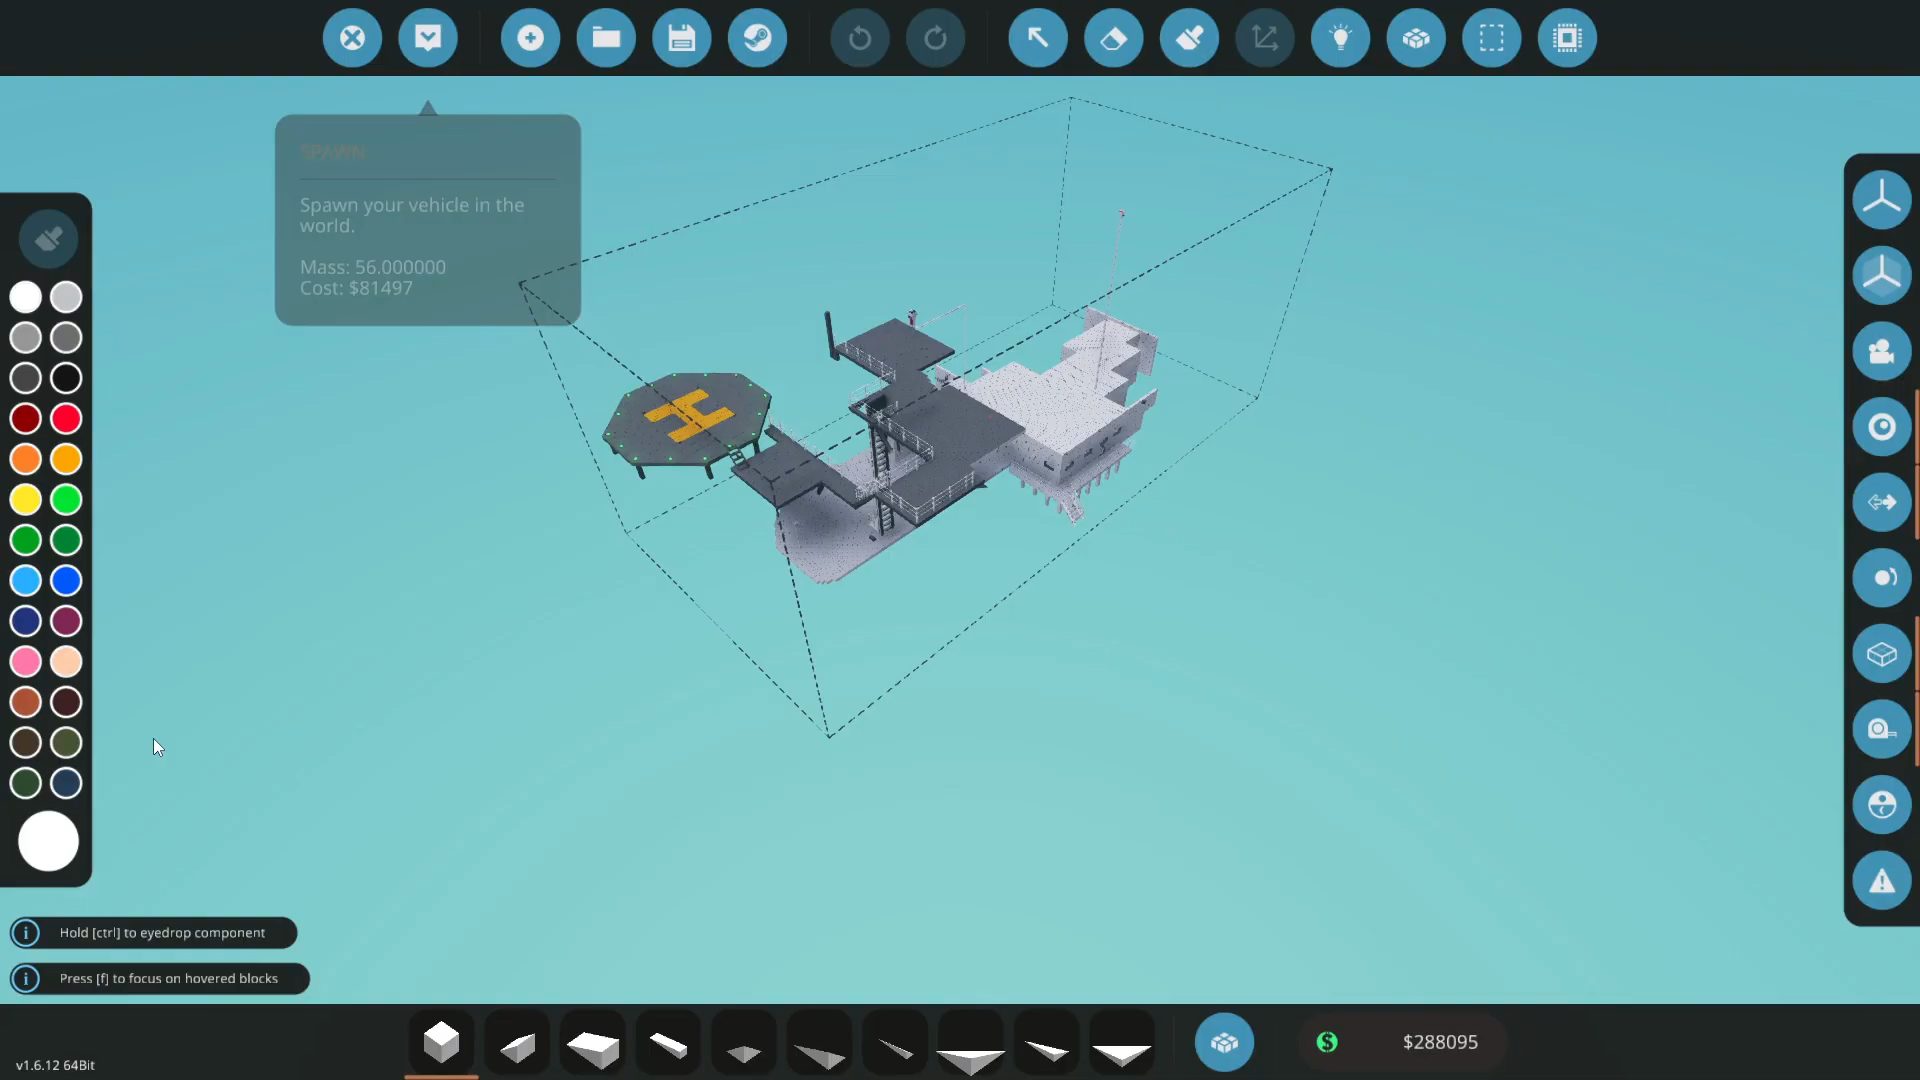 SPAWN
Spawn your vehicle in the
world.
Mass: 56.000000
Cost: $81497
H
Hold [ctrl] to eyedrop component
Press [f] to focus on hovered blocks
$ $288095
v1.6.12 64Bit